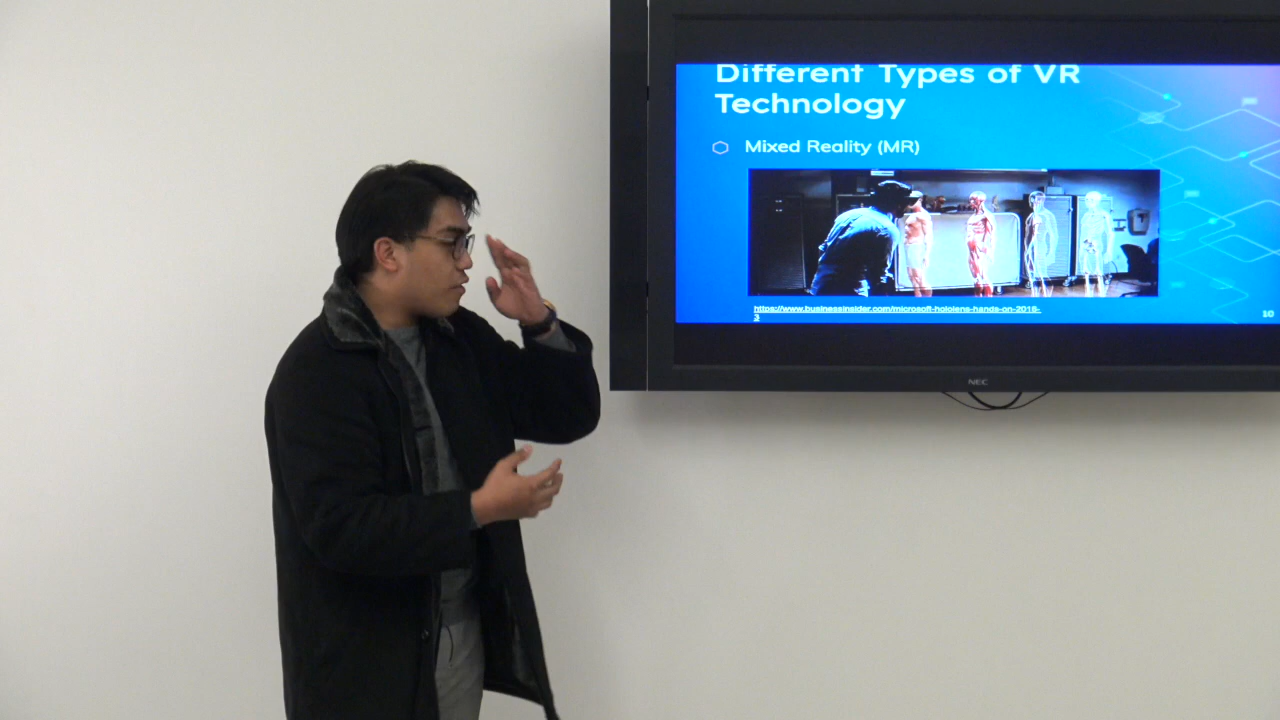 Different Types of VR
Technology
Mixed Reality (MR)
https://www.businessinsider.com/microsoft-hololens-hands-on-2016-
3
10
NEC